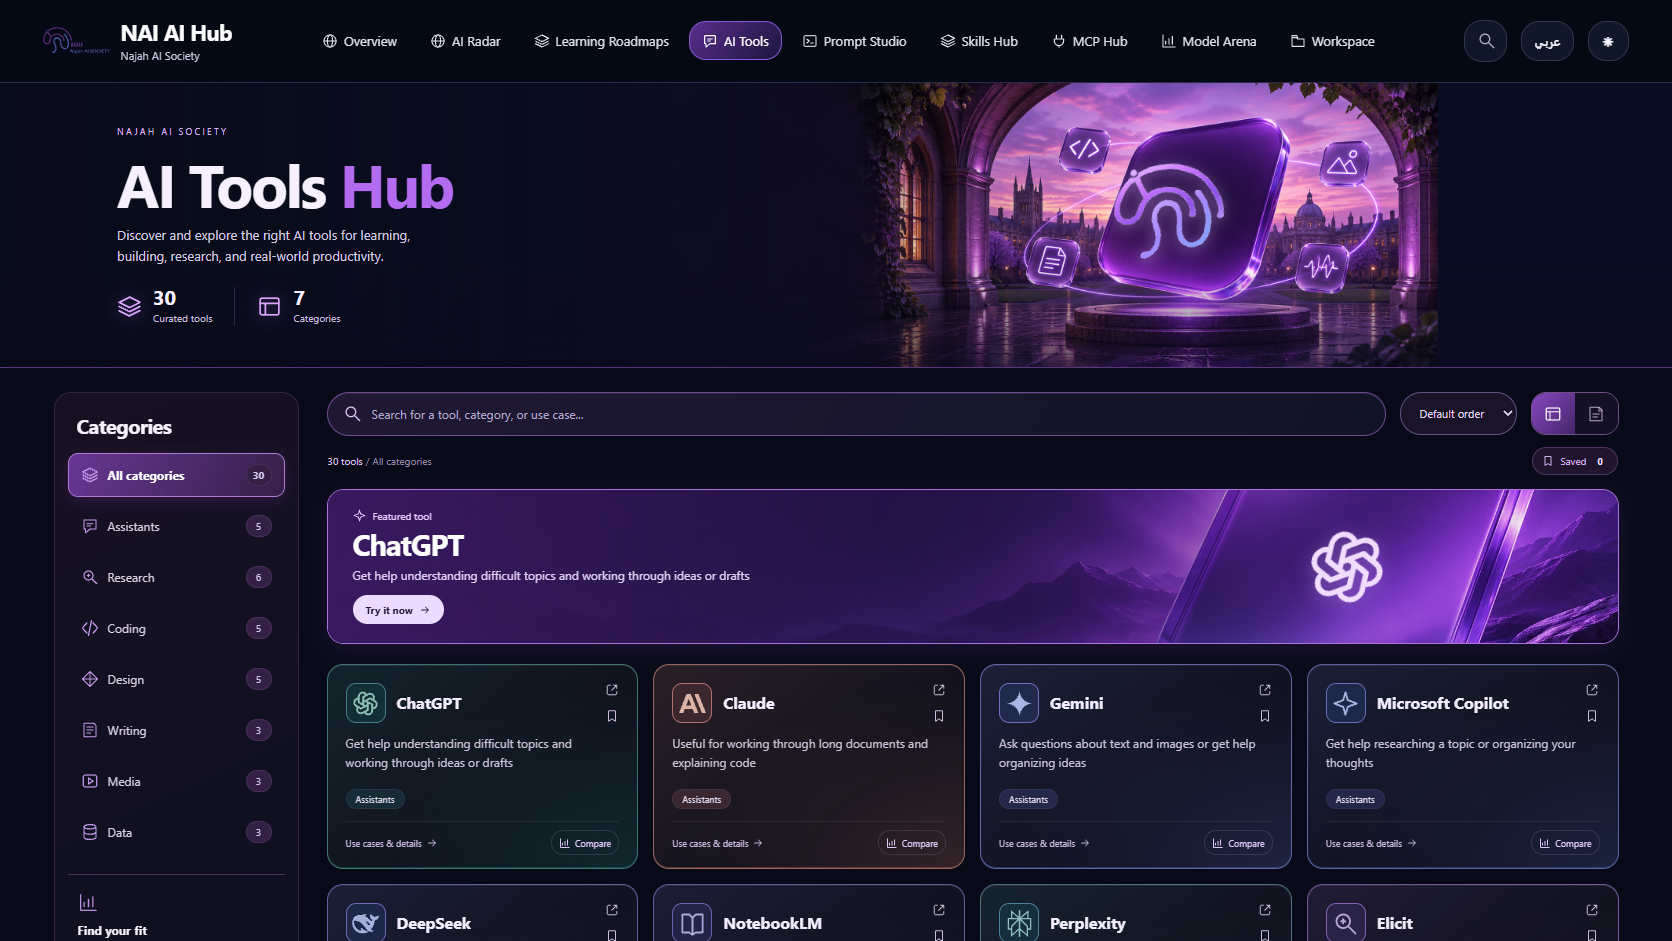 NAI AI Hub
Najah AI Society
Overview
AI Radar
Learning Roadmaps
AI Tools
Prompt Studio
Skills Hub
MCP Hub
Model Arena
Workspace
عربي
NAJAH AI SOCIETY
AI Tools Hub
Discover and explore the right AI tools for learning,
building, research, and real-world productivity.
30
Curated tools
7
Categories
Categories
All categories 30
Assistants 5
Research 6
Coding 5
Design 5
Writing 3
Media 3
Data 3
Find your fit
Search for a tool, category, or use case...
Default order
30 tools / All categories
Saved 0
Featured tool
ChatGPT
Get help understanding difficult topics and working through ideas or drafts
Try it now →
ChatGPT
Get help understanding difficult topics and
working through ideas or drafts
Assistants
Use cases & details →
Compare
Claude
Useful for working through long documents and
explaining code
Assistants
Use cases & details →
Compare
Gemini
Ask questions about text and images or get help
organizing ideas
Assistants
Use cases & details →
Compare
Microsoft Copilot
Get help researching a topic or organizing your
thoughts
Assistants
Use cases & details →
Compare
DeepSeek
NotebookLM
Perplexity
Elicit